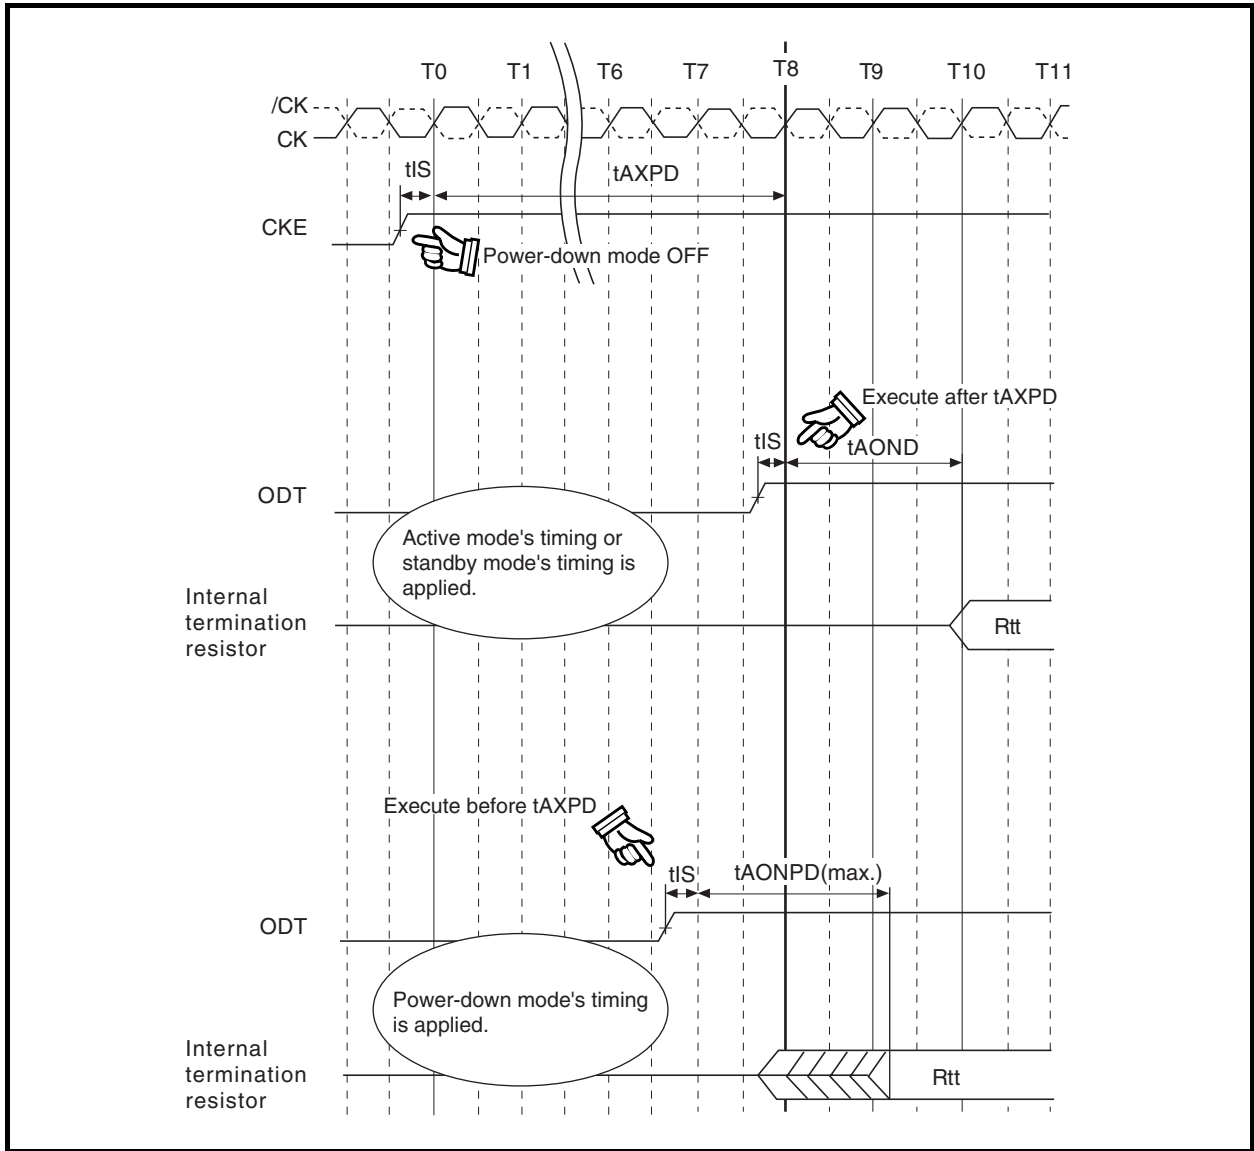 T0 T1 T6 T7 T8 T9 T10 T11
/CK
CK
tIS tAXPD
CKE
Power-down mode OFF
Execute after tAXPD
tIS tAOND
ODT
Active mode's timing or
standby mode's timing is
applied.
Internal
termination
resistor
Rtt
Execute before tAXPD
tIS tAONPD(max.)
ODT
Power-down mode's timing
is applied.
Internal
termination
resistor
Rtt